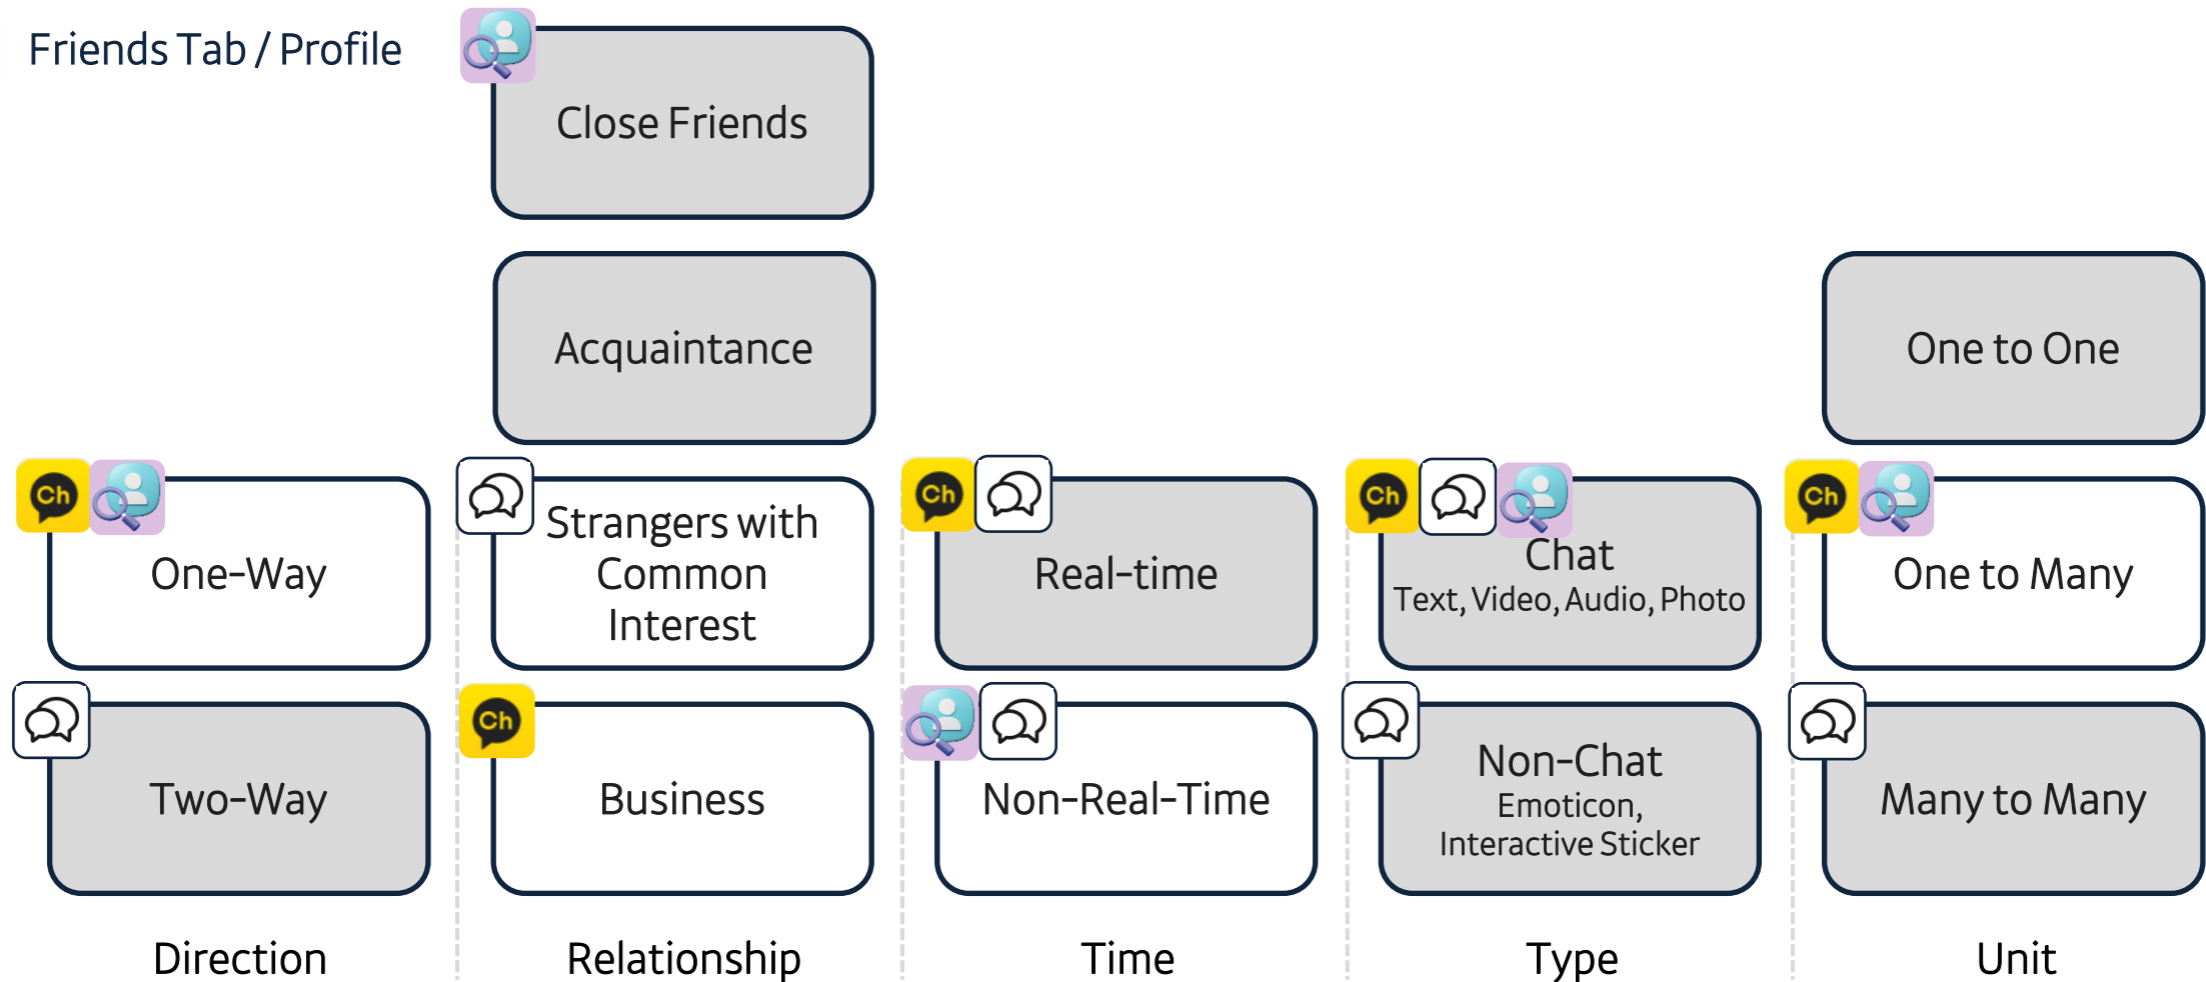 Friends Tab / Profile
Close Friends
Acquaintance
One to One
Ch
One-Way
Strangers with
Common
Interest
Ch
Real-time
Ch
Chat
Text, Video, Audio, Photo
Ch
One to Many
Two-Way
Ch
Business
Non-Real-Time
Non-Chat
Emoticon,
Interactive Sticker
Many to Many
Direction
Relationship
Time
Type
Unit